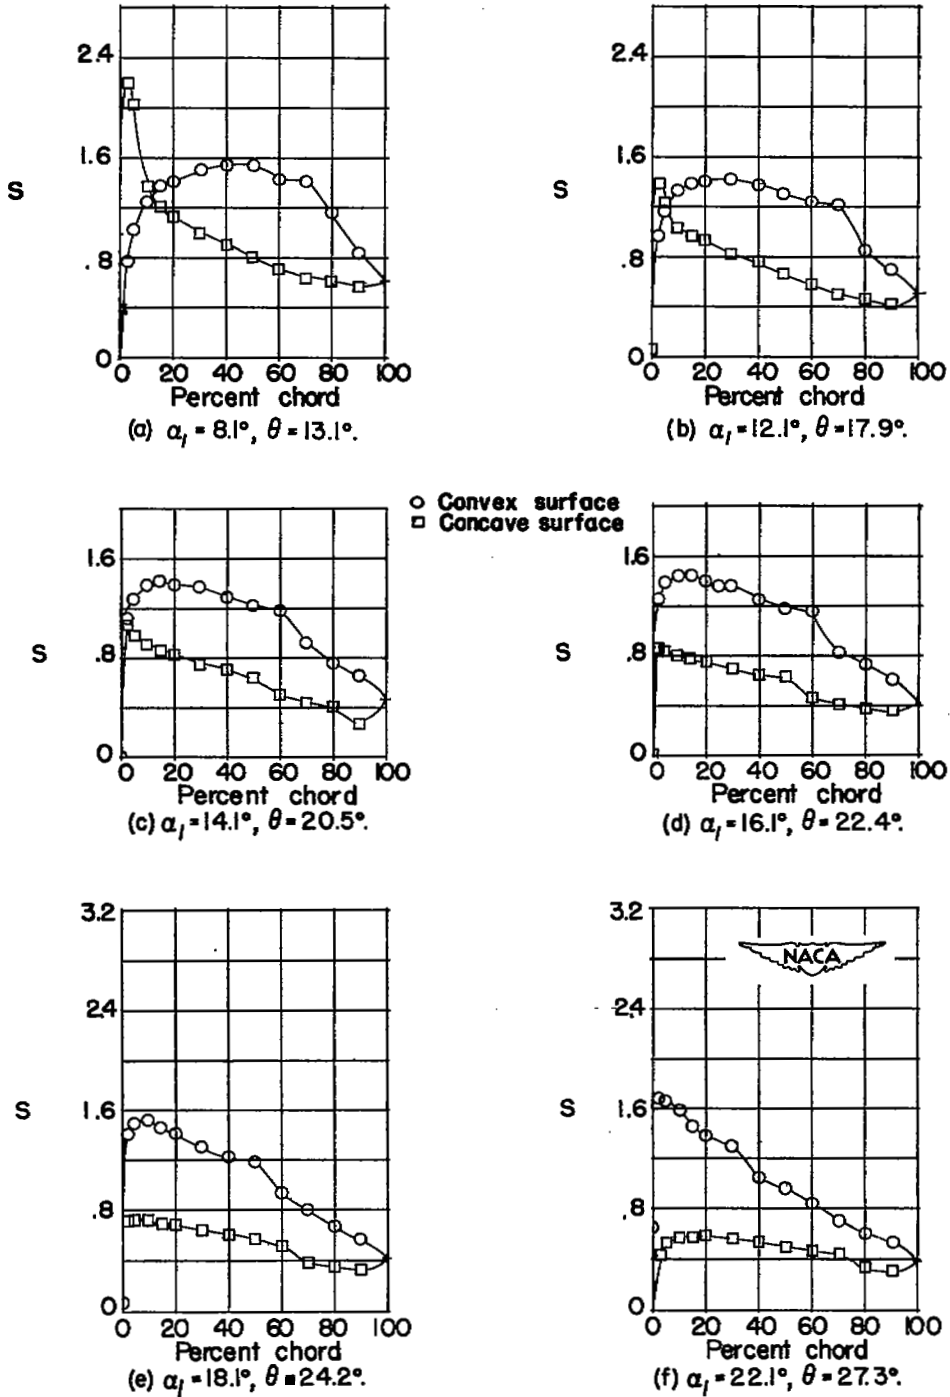 2.4
1.6
S
.8
0
0 20 40 60 80 100
Percent chord
(a) α₁ = 8.1°, θ = 13.1°.
2.4
1.6
S
.8
0
0 20 40 60 80 100
Percent chord
(b) α₁ = 12.1°, θ = 17.9°.
Convex surface
Concave surface
1.6
S
.8
0
0 20 40 60 80 100
Percent chord
(c) α₁ = 14.1°, θ = 20.5°.
1.6
S
.8
0
0 20 40 60 80 100
Percent chord
(d) α₁ = 16.1°, θ = 22.4°.
3.2
2.4
S
1.6
.8
0
0 20 40 60 80 100
Percent chord
(e) α₁ = 18.1°, θ = 24.2°.
3.2
NACA
2.4
S
1.6
.8
0
0 20 40 60 80 100
Percent chord
(f) α₁ = 22.1°, θ = 27.3°.